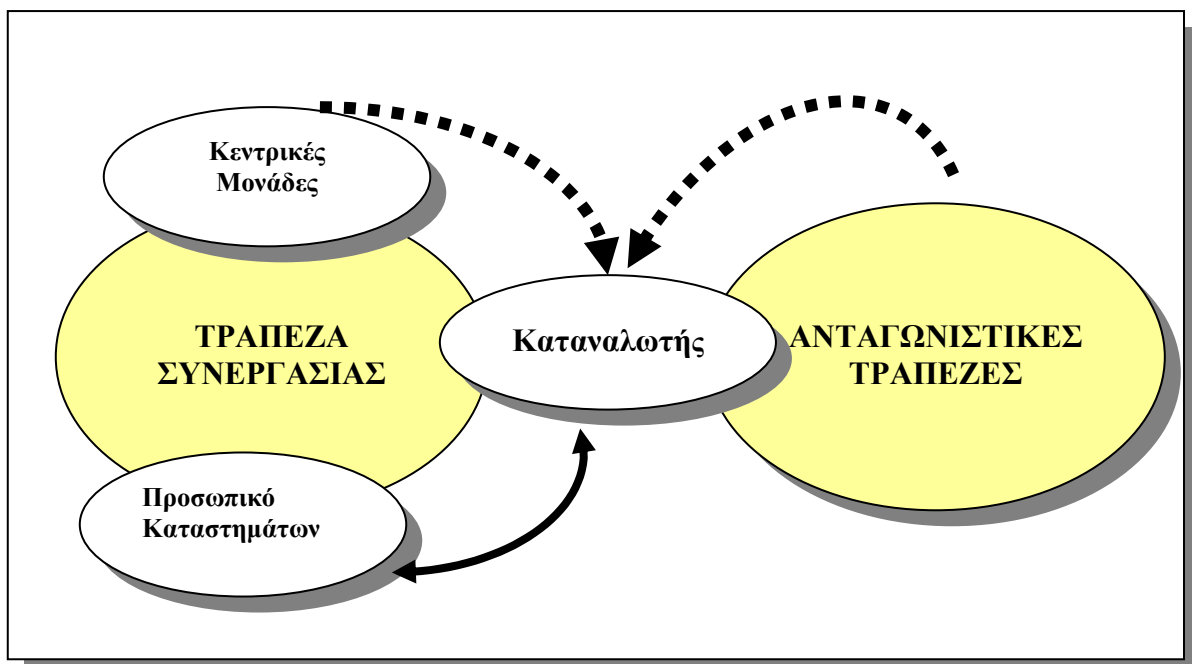 Κεντρικές
Μονάδες
ΤΡΑΠΕΖΑ
ΣΥΝΕΡΓΑΣΙΑΣ
Καταναλωτής
ΑΝΤΑΓΩΝΙΣΤΙΚΕΣ
ΤΡΑΠΕΖΕΣ
Προσωπικό
Καταστημάτων